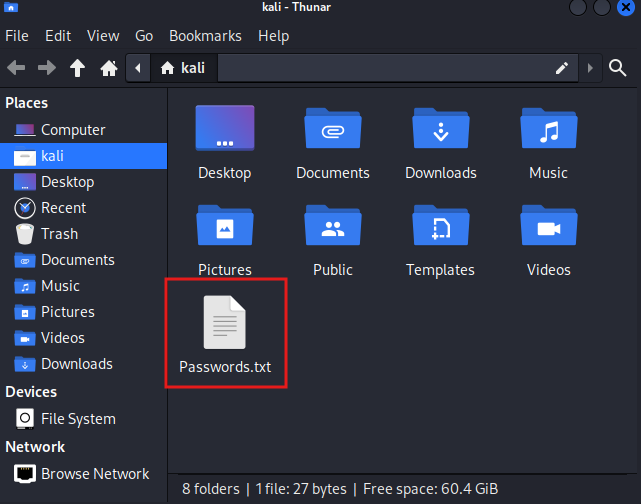 kali - Thunar
File Edit View Go Bookmarks Help
kali
Places
Computer
kali
Desktop
Recent
Trash
Documents
Music
Pictures
Videos
Downloads
Devices
File System
Network
Browse Network
Desktop Documents Downloads Music
Pictures Public Templates Videos
Passwords.txt
8 folders | 1 file: 27 bytes | Free space: 60.4 GiB